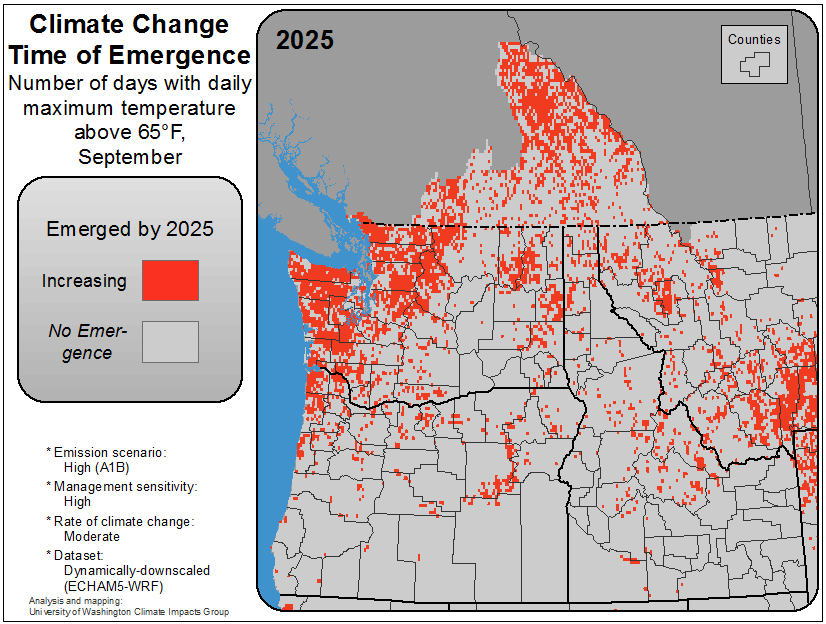 Climate Change
Time of Emergence
Number of days with daily
maximum temperature
above 65°F,
September
Emerged by 2025
Increasing
No Emer-
gence
* Emission scenario:
High (A1B)
* Management sensitivity:
High
* Rate of climate change:
Moderate
* Dataset:
Dynamically-downscaled
(ECHAM5-WRF)
Analysis and mapping:
University of Washington Climate Impacts Group
2025
Counties